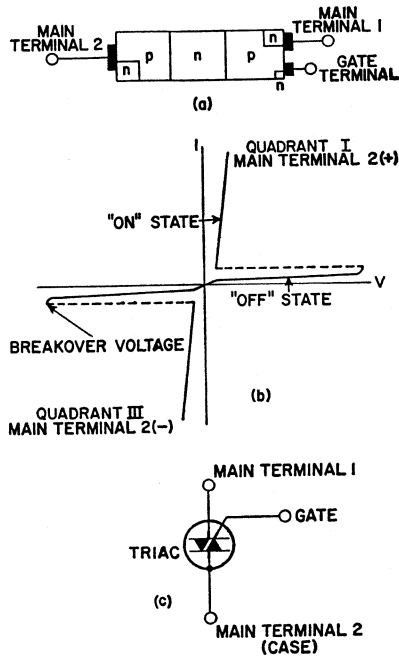 MAIN
TERMINAL 2
n
p
n
p
n
n
MAIN
TERMINAL 1
GATE
TERMINAL
(a)
I
QUADRANT I
MAIN TERMINAL 2(+)
"ON" STATE
V
"OFF" STATE
BREAKOVER VOLTAGE
QUADRANT III
MAIN TERMINAL 2(-)
(b)
MAIN TERMINAL 1
GATE
TRIAC
(c)
MAIN TERMINAL 2
(CASE)